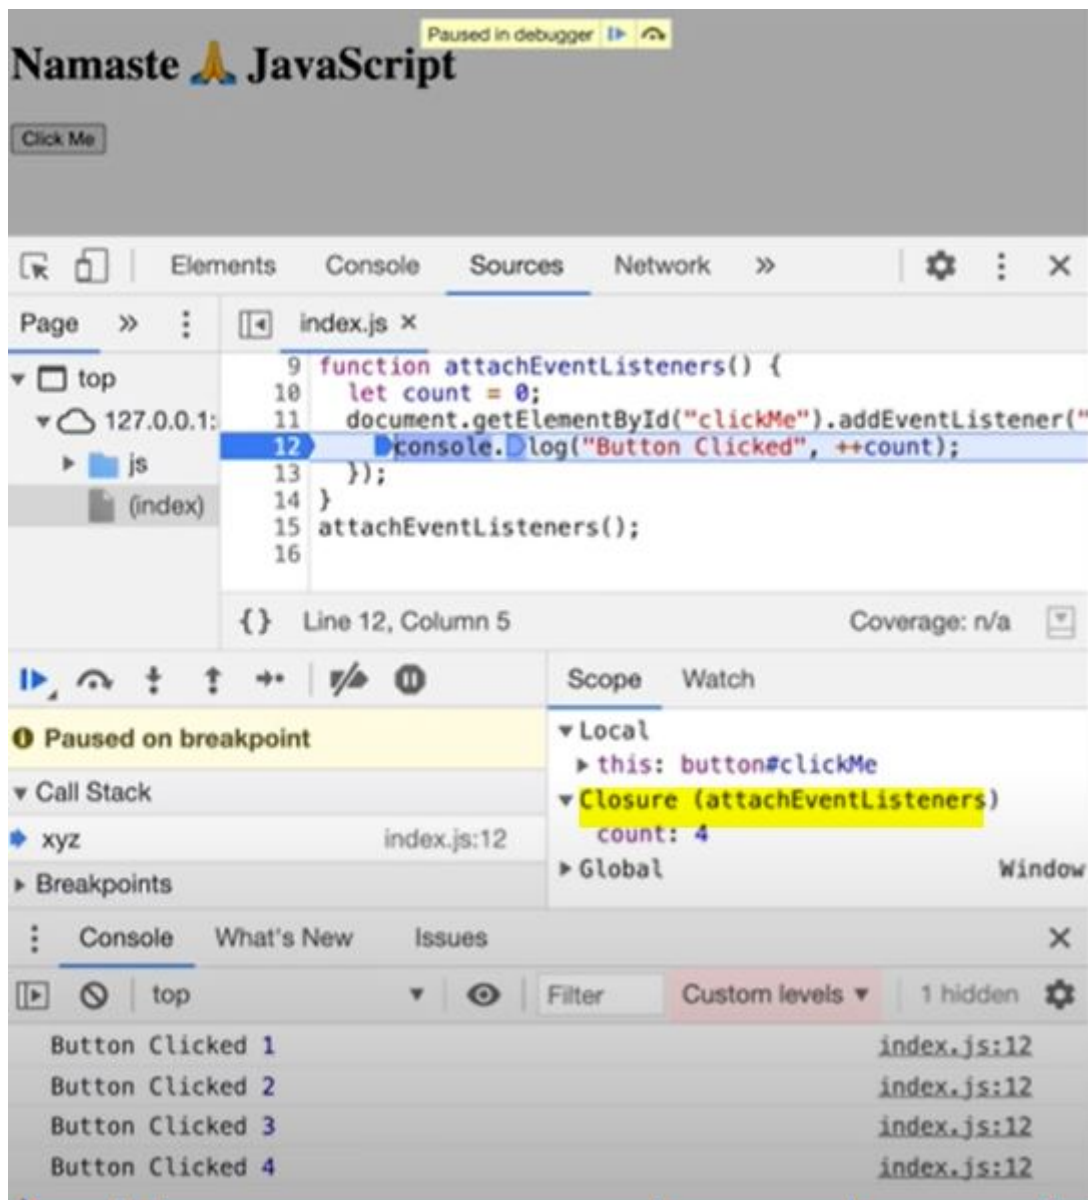 Paused in debugger
Namaste 🙏 JavaScript
Click Me
Elements Console Sources Network »
Page » index.js ×
top
127.0.0.1:
js
(index)
9 function attachEventListeners() {
10 let count = 0;
11 document.getElementById("clickMe").addEventListener("
12 console.log("Button Clicked", ++count);
13 });
14 }
15 attachEventListeners();
16
{} Line 12, Column 5 Coverage: n/a
Scope Watch
Paused on breakpoint
Call Stack
xyz index.js:12
Breakpoints
Local
this: button#clickMe
Closure (attachEventListeners)
count: 4
Global Window
Console What's New Issues
top Filter Custom levels ▼ 1 hidden
Button Clicked 1 index.js:12
Button Clicked 2 index.js:12
Button Clicked 3 index.js:12
Button Clicked 4 index.js:12